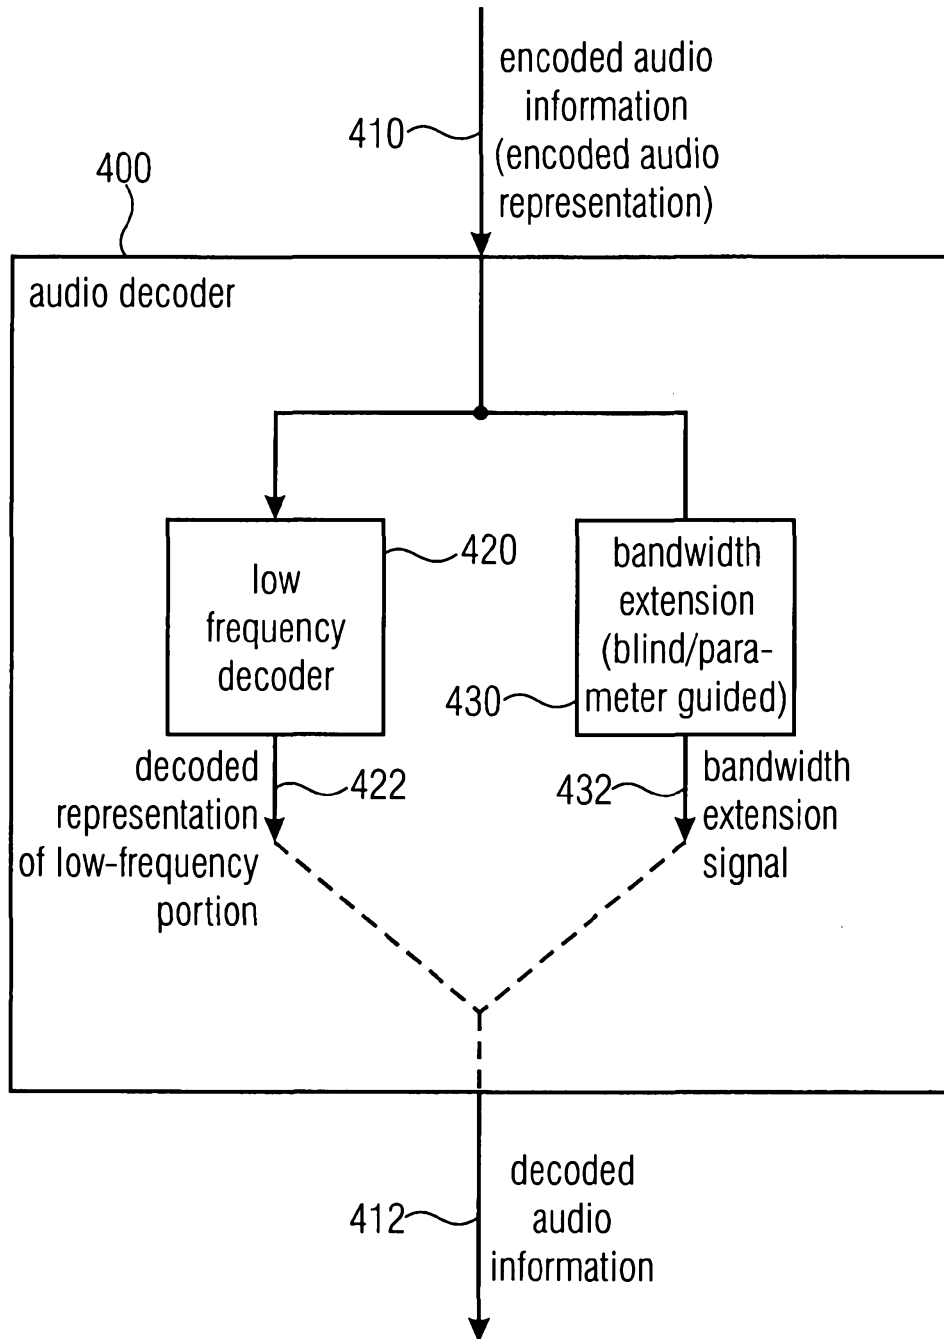 encoded audio
information
(encoded audio
representation)
410
400
audio decoder
low
frequency
decoder
420
bandwidth
extension
(blind/para-
meter guided)
430
decoded
representation
of low-frequency
portion
422
432
bandwidth
extension
signal
412
decoded
audio
information